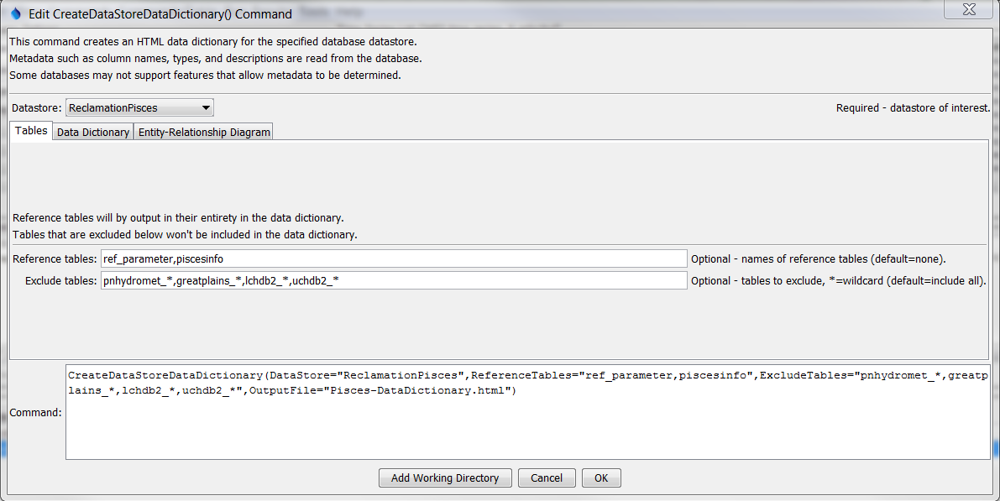 Edit CreateDataStoreDataDictionary() Command
This command creates an HTML data dictionary for the specified database datastore.
Metadata such as column names, types, and descriptions are read from the database.
Some databases may not support features that allow metadata to be determined.
Datastore: ReclamationPisces Required - datastore of interest.
Tables Data Dictionary Entity-Relationship Diagram
Reference tables will by output in their entirety in the data dictionary.
Tables that are excluded below won't be included in the data dictionary.
Reference tables: ref_parameter,piscesinfo Optional - names of reference tables (default=none).
Exclude tables: pnhydromet_*,greatplains_*,lchdb2_*,uchdb2_* Optional - tables to exclude, *=wildcard (default=include all).
CreateDataStoreDataDictionary(DataStore="ReclamationPisces",ReferenceTables="ref_parameter,piscesinfo",ExcludeTables="pnhydromet_*,greatp
lains_*,lchdb2_*,uchdb2_*",OutputFile="Pisces-DataDictionary.html")
Command:
Add Working Directory Cancel OK